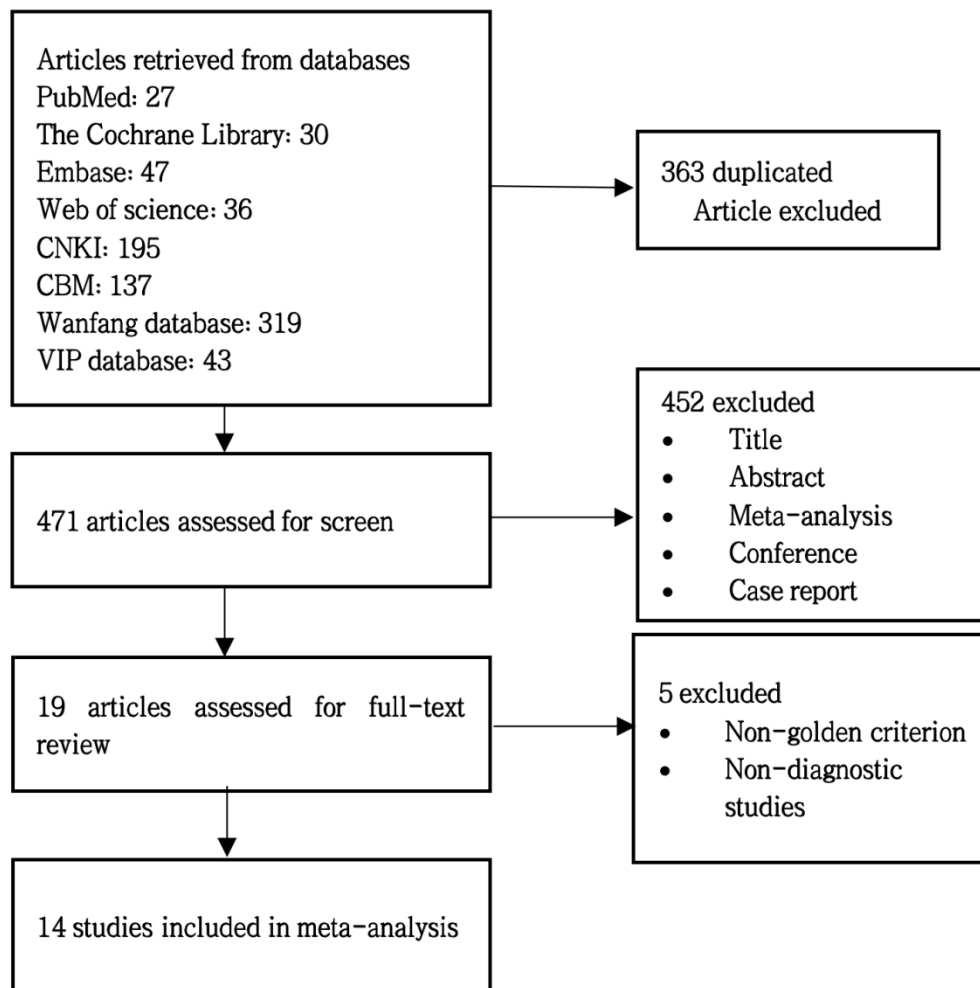 Articles retrieved from databases
PubMed: 27
The Cochrane Library: 30
Embase: 47
Web of science: 36
CNKI: 195
CBM: 137
Wanfang database: 319
VIP database: 43
363 duplicated
Article excluded
471 articles assessed for screen
452 excluded
• Title
• Abstract
• Meta-analysis
• Conference
• Case report
19 articles assessed for full-text
review
5 excluded
• Non-golden criterion
• Non-diagnostic
studies
14 studies included in meta-analysis